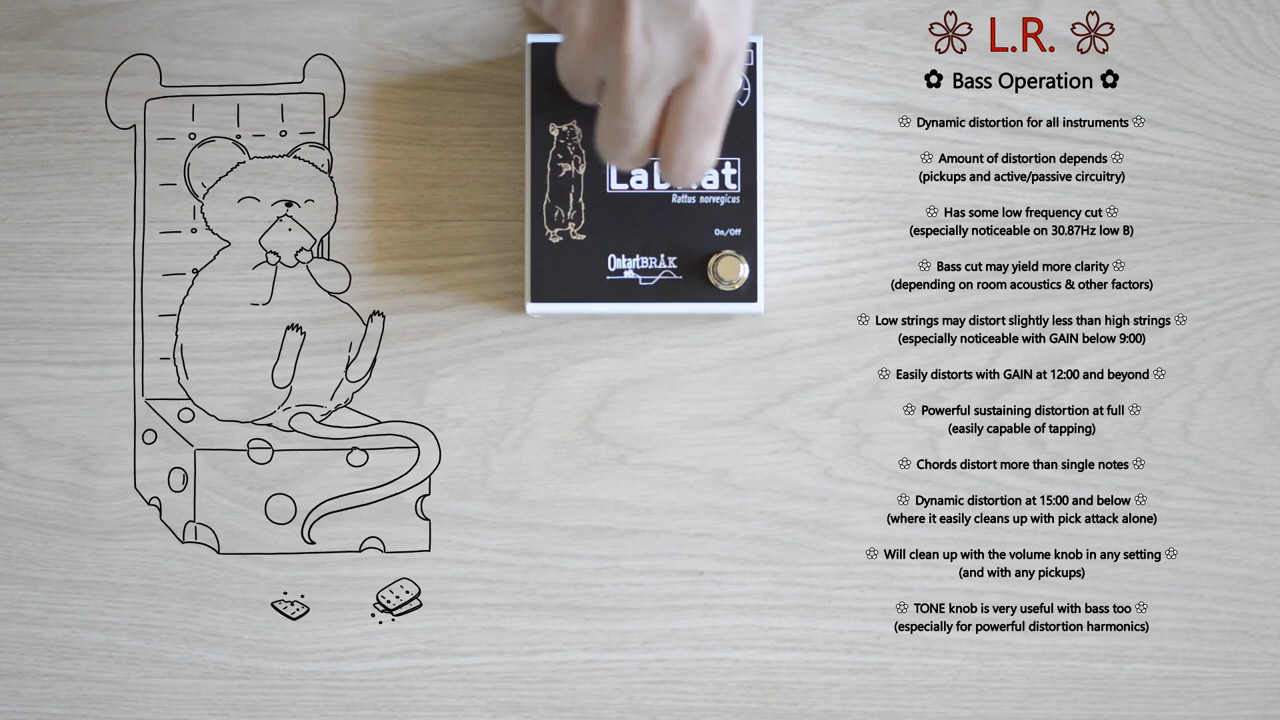 LabRat
Rattus norvegicus
On/Off
OnkartBRÅK
L.R.
Bass Operation
Dynamic distortion for all instruments
Amount of distortion depends
(pickups and active/passive circuitry)
Has some low frequency cut
(especially noticeable on 30.87Hz low B)
Bass cut may yield more clarity
(depending on room acoustics & other factors)
Low strings may distort slightly less than high strings
(especially noticeable with GAIN below 9:00)
Easily distorts with GAIN at 12:00 and beyond
Powerful sustaining distortion at full
(easily capable of tapping)
Chords distort more than single notes
Dynamic distortion at 15:00 and below
(where it easily cleans up with pick attack alone)
Will clean up with the volume knob in any setting
(and with any pickups)
TONE knob is very useful with bass too
(especially for powerful distortion harmonics)